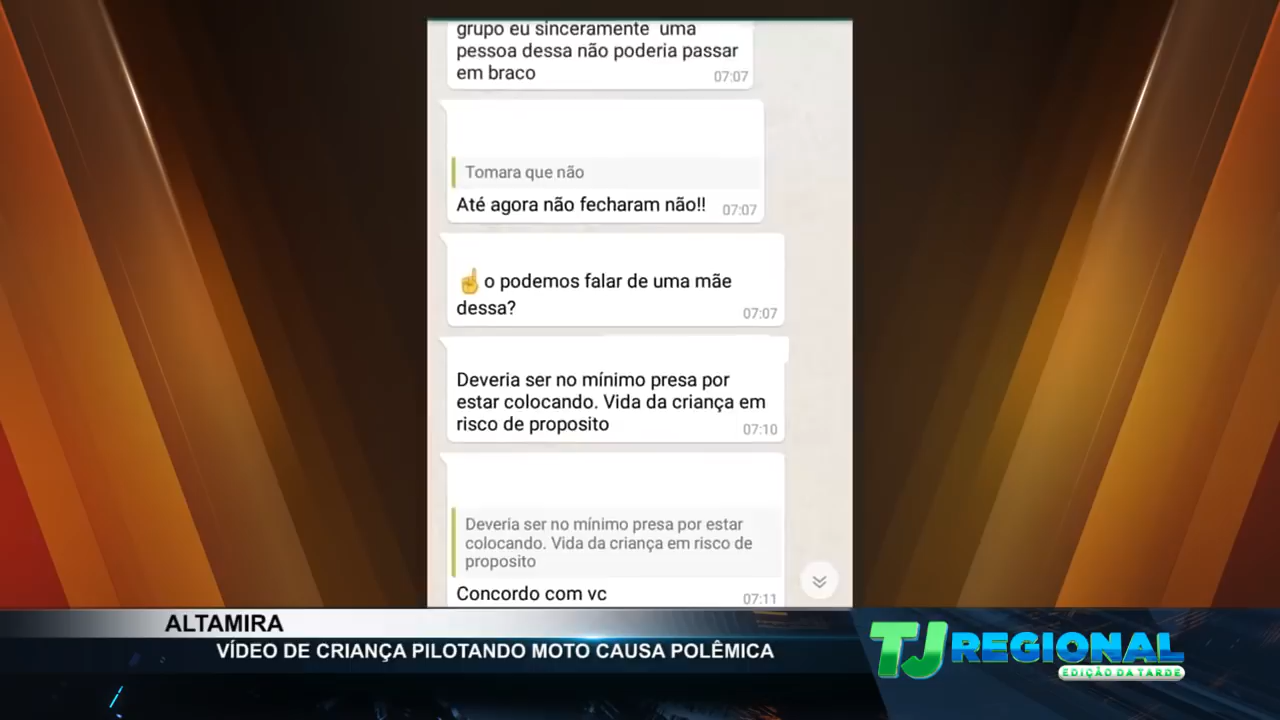 grupo eu sinceramente uma
pessoa dessa não poderia passar
em braco
07:07
Tomara que não
Até agora não fecharam não!!
07:07
☝o podemos falar de uma mãe
dessa?
07:07
Deveria ser no mínimo presa por
estar colocando. Vida da criança em
risco de proposito
07:10
Deveria ser no mínimo presa por estar
colocando. Vida da criança em risco de
proposito
Concordo com vc
07:11
ALTAMIRA
VÍDEO DE CRIANÇA PILOTANDO MOTO CAUSA POLÊMICA
TJ REGIONAL
EDIÇÃO DA TARDE